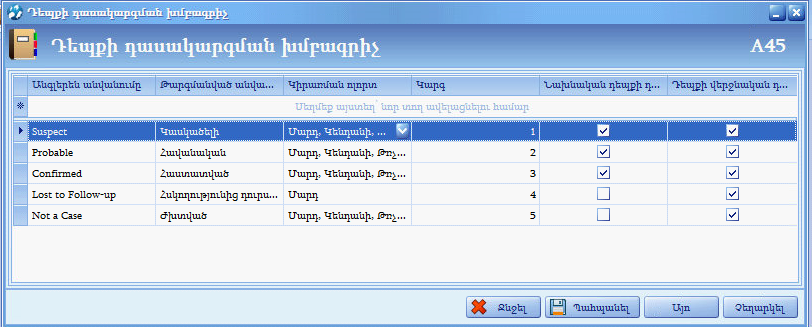 Դեպքի դասակարգման խմբագրիչ
Դեպքի դասակարգման խմբագրիչ A45
Անգլերեն անվանումը Թարգմանված անվա... Կիրառման ոլորտ Կարգ Նախնական դեպքի դ... Դեպքի վերջնական դ...
Սեղմեք այստեղ՝ նոր տող ավելացնելու համար
Suspect Կասկածելի Մարդ, Կենդանի, ... 1
Probable Հավանական Մարդ, Կենդանի, Թռչ... 2
Confirmed Հաստատված Մարդ, Կենդանի, Թռչ... 3
Lost to Follow-up Հսկողությունից դուրս... Մարդ 4
Not a Case Ժխտված Մարդ, Կենդանի, Թռչ... 5
Ջնջել Պահպանել Այո Չեղարկել